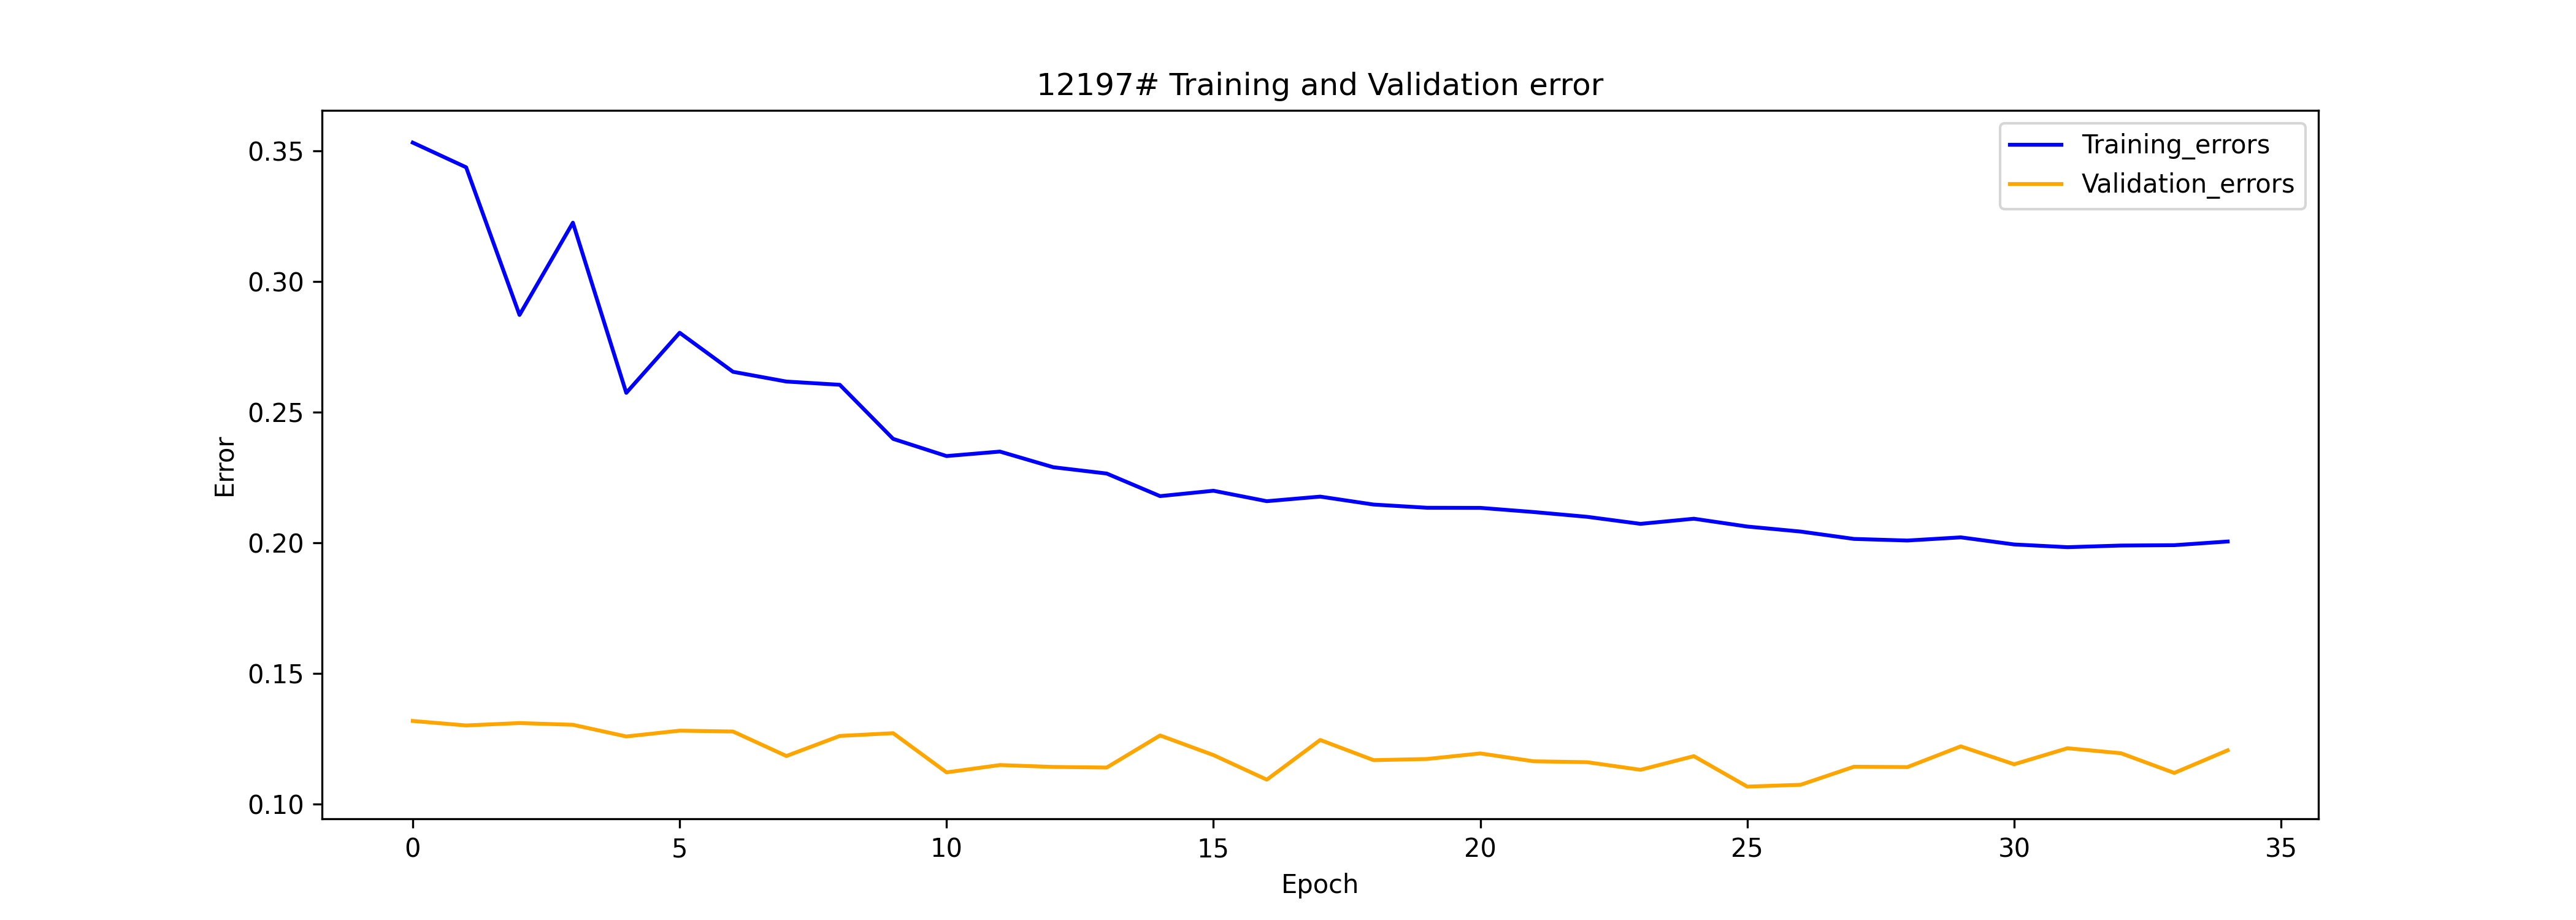 12197# Training and Validation error
Training_errors
Validation_errors
0.35
0.30
0.25
0.20
0.15
0.10
Error
0 5 10 15 20 25 30 35
Epoch